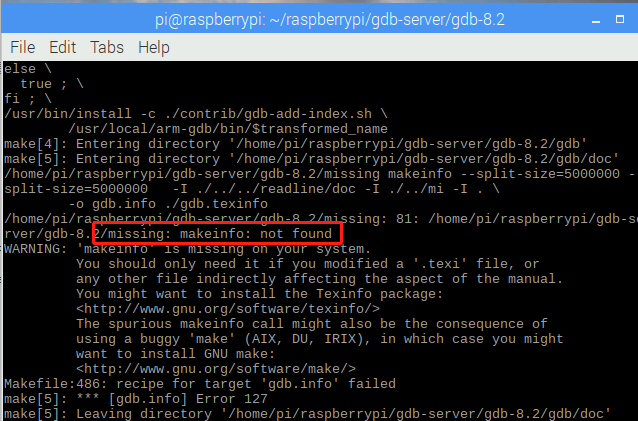 pi@raspberrypi: ~/raspberrypi/gdb-server/gdb-8.2
File Edit Tabs Help
else \
true ; \
fi ; \
/usr/bin/install -c ./contrib/gdb-add-index.sh \
/usr/local/arm-gdb/bin/$transformed_name
make[4]: Entering directory '/home/pi/raspberrypi/gdb-server/gdb-8.2/gdb'
make[5]: Entering directory '/home/pi/raspberrypi/gdb-server/gdb-8.2/gdb/doc'
/home/pi/raspberrypi/gdb-server/gdb-8.2/missing makeinfo --split-size=5000000 --
split-size=5000000 -I ./../../readline/doc -I ./../mi -I . \
-o gdb.info ./gdb.texinfo
/home/pi/raspberrypi/gdb-server/gdb-8.2/missing: 81: /home/pi/raspberrypi/gdb-se
rver/gdb-8.2/missing: makeinfo: not found
WARNING: 'makeinfo' is missing on your system.
You should only need it if you modified a '.texi' file, or
any other file indirectly affecting the aspect of the manual.
You might want to install the Texinfo package:
<http://www.gnu.org/software/texinfo/>
The spurious makeinfo call might also be the consequence of
using a buggy 'make' (AIX, DU, IRIX), in which case you might
want to install GNU make:
<http://www.gnu.org/software/make/>
Makefile:486: recipe for target 'gdb.info' failed
make[5]: *** [gdb.info] Error 127
make[5]: Leaving directory '/home/pi/raspberrypi/gdb-server/gdb-8.2/gdb/doc'